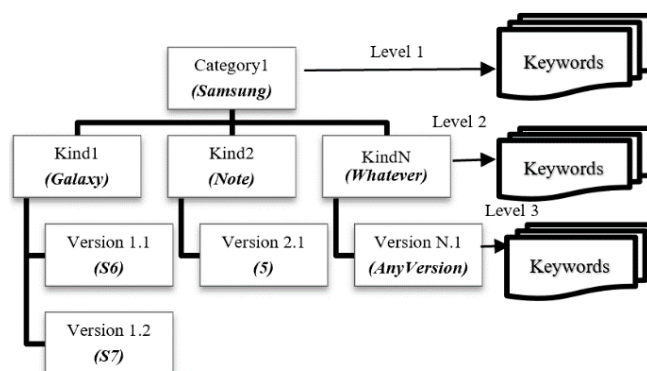 Level 1
Category1
(Samsung)
Keywords
Level 2
Kind1
(Galaxy)
Kind2
(Note)
KindN
(Whatever)
Keywords
Level 3
Version 1.1
(S6)
Version 2.1
(5)
Version N.1
(AnyVersion)
Keywords
Version 1.2
(S7)